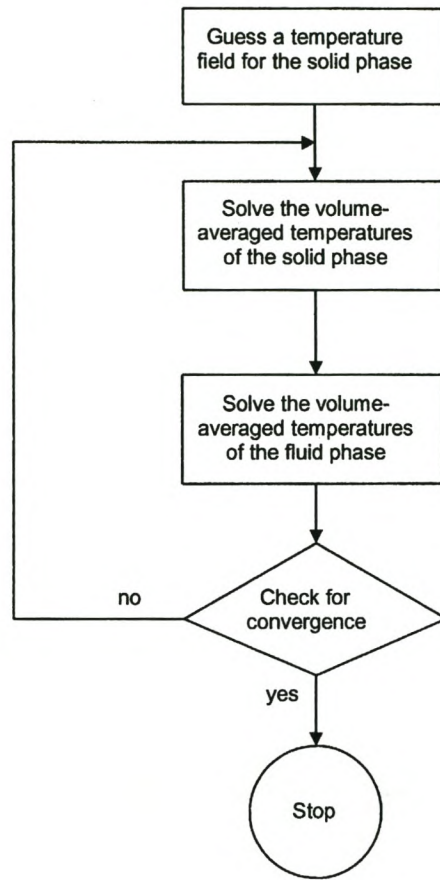 Guess a temperature
field for the solid phase
Solve the volume-
averaged temperatures
of the solid phase
Solve the volume-
averaged temperatures
of the fluid phase
Check for
convergence
no
yes
Stop